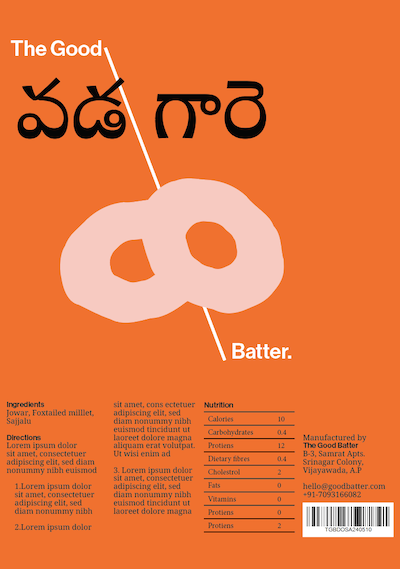 The Good
వడ గారె
Batter.
Ingredients
Jowar, Foxtailed milllet.
Sajjalu
Directions
Lorem ipsum dolor
sit amet, consectetuer
adipiscing elit, sed diam
nonummy nibh euismod
1.Lorem ipsum dolor
sit amet, consectetuer
adipiscing elit, sed
diam nonummy nibh
2.Lorem ipsum dolor
sit amet, cons ectetuer
adipiscing elit, sed
diam nonummy nibh
euismod tincidunt ut
laoreet dolore magna
aliquam erat volutpat.
Ut wisi enim ad
3. Lorem ipsum dolor
sit amet, consectetuer
adipiscing elit, sed
diam nonummy nibh
euismod tincidunt ut
laoreet dolore magna
Nutrition
Calories 10
Carbohydrates 0.4
Protiens 12
Dietary fibres 0.4
Cholestrol 2
Fats 0
Vitamins 0
Protiens 0
Protiens 2
Manufactured by
The Good Batter
B-3, Samrat Apts.
Srinagar Colony,
Vijayawada, A.P
hello@goodbatter.com
+91-7093166082
TGBDOSA240510